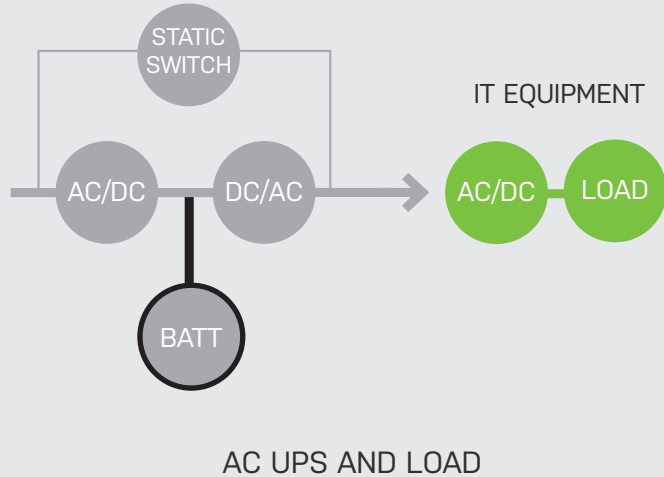 STATIC
SWITCH
IT EQUIPMENT
AC/DC
DC/AC
AC/DC
LOAD
BATT
AC UPS AND LOAD